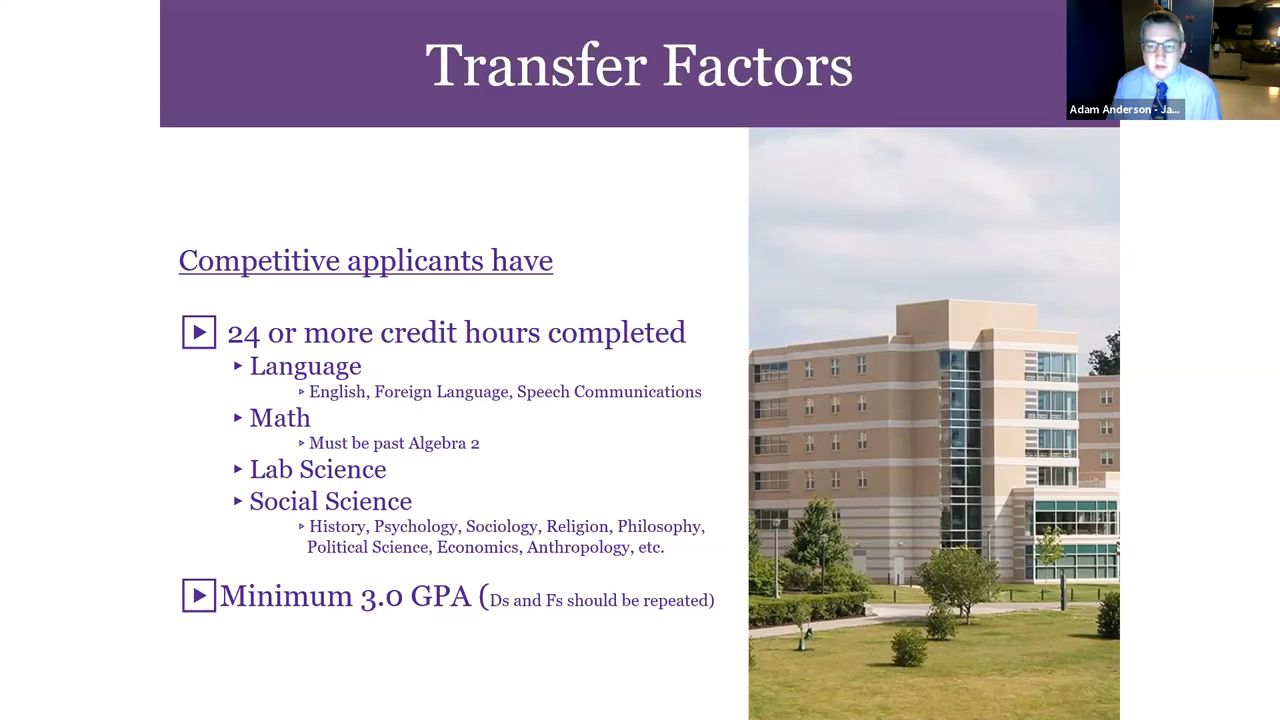 Transfer Factors
Adam Anderson - Ja...
Competitive applicants have
24 or more credit hours completed
Language
English, Foreign Language, Speech Communications
Math
Must be past Algebra 2
Lab Science
Social Science
History, Psychology, Sociology, Religion, Philosophy,
Political Science, Economics, Anthropology, etc.
Minimum 3.0 GPA (Ds and Fs should be repeated)